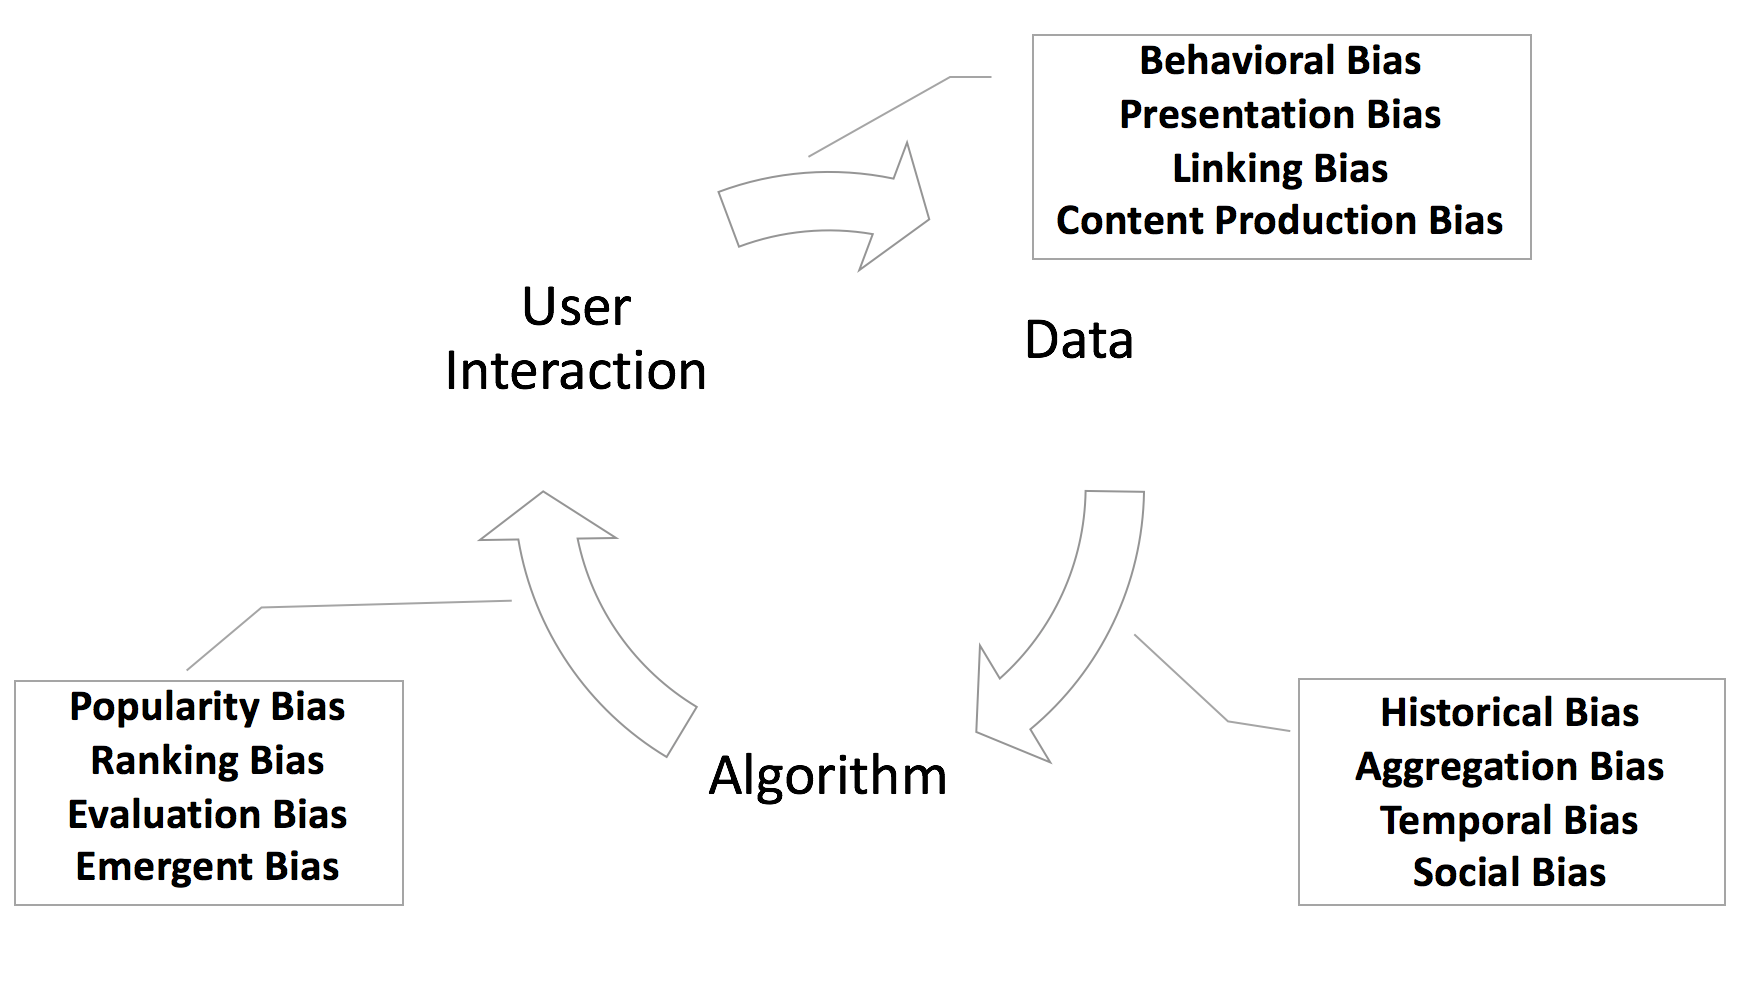 Behavioral Bias
Presentation Bias
Linking Bias
Content Production Bias
User
Interaction
Data
Popularity Bias
Ranking Bias
Evaluation Bias
Emergent Bias
Algorithm
Historical Bias
Aggregation Bias
Temporal Bias
Social Bias